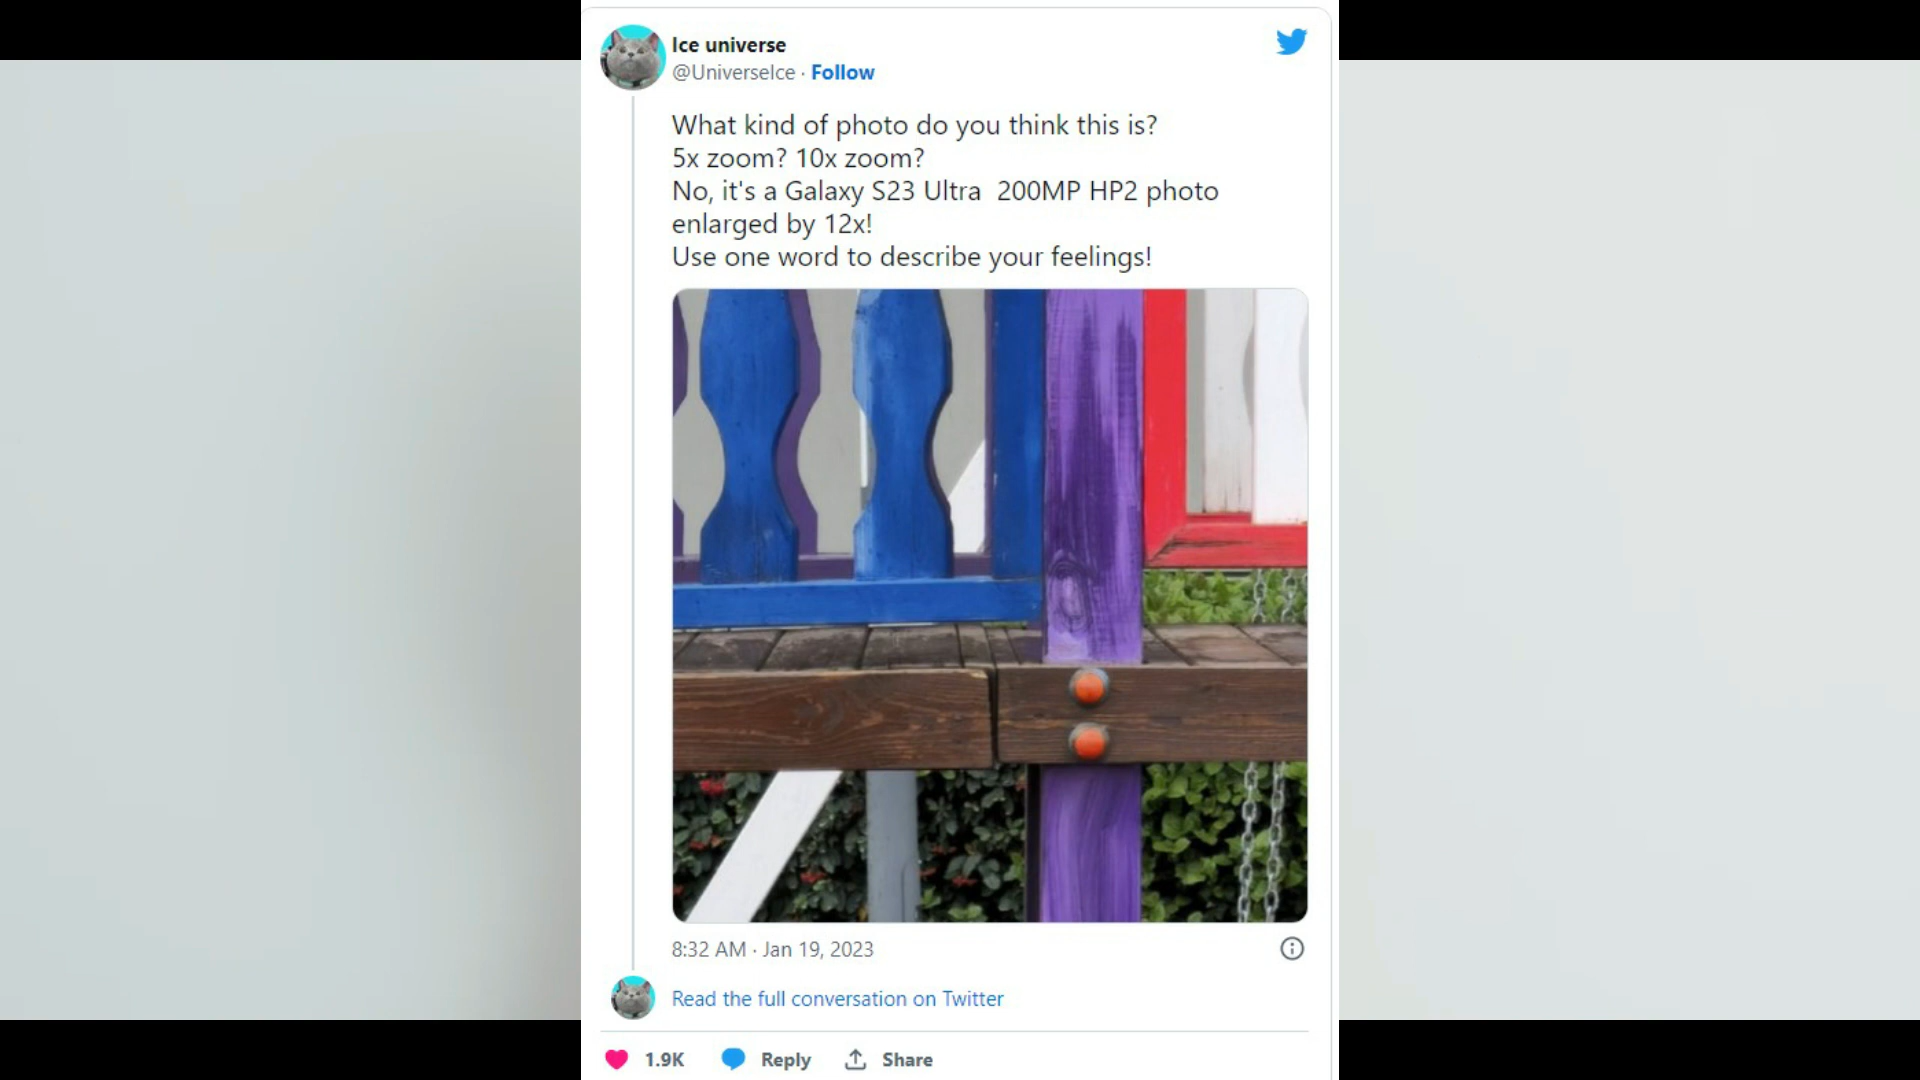 Ice universe
@UniverseIce · Follow
What kind of photo do you think this is?
5x zoom? 10x zoom?
No, it's a Galaxy S23 Ultra  200MP HP2 photo
enlarged by 12x!
Use one word to describe your feelings!
8:32 AM · Jan 19, 2023
Read the full conversation on Twitter
1.9K Reply Share